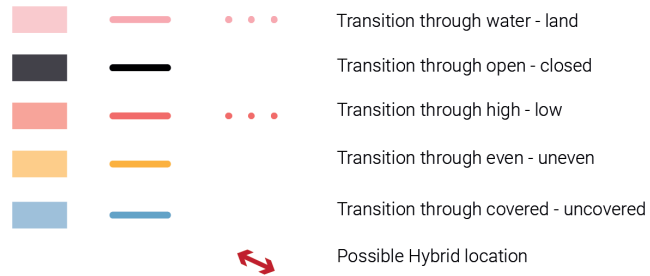 Transition through water - land
Transition through open - closed
Transition through high - low
Transition through even - uneven
Transition through covered - uncovered
Possible Hybrid location